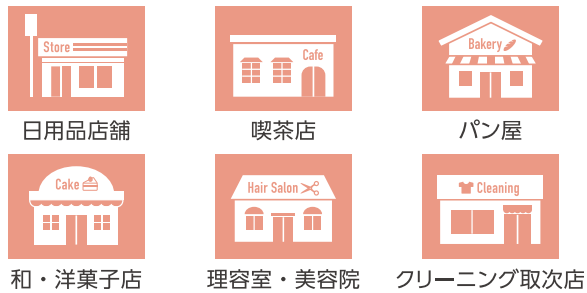 Store
日用品店舗
Cafe
喫茶店
Bakery
パン屋
Cake
和・洋菓子店
Hair Salon
理容室・美容院
Cleaning
クリーニング取次店